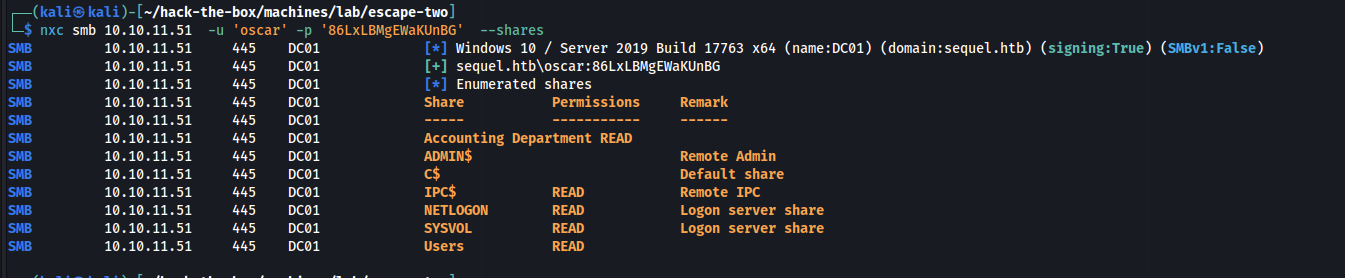 ┌──(kali㉿kali)-[~/hack-the-box/machines/lab/escape-two]
└─$ nxc smb 10.10.11.51 -u 'oscar' -p '86LxLBMgEWaKUnBG' --shares
SMB 10.10.11.51 445 DC01 [*] Windows 10 / Server 2019 Build 17763 x64 (name:DC01) (domain:sequel.htb) (signing:True) (SMBv1:False)
SMB 10.10.11.51 445 DC01 [+] sequel.htb\oscar:86LxLBMgEWaKUnBG
SMB 10.10.11.51 445 DC01 [*] Enumerated shares
SMB 10.10.11.51 445 DC01 Share Permissions Remark
SMB 10.10.11.51 445 DC01 ----- ----------- ------
SMB 10.10.11.51 445 DC01 Accounting Department READ
SMB 10.10.11.51 445 DC01 ADMIN$ Remote Admin
SMB 10.10.11.51 445 DC01 C$ Default share
SMB 10.10.11.51 445 DC01 IPC$ READ Remote IPC
SMB 10.10.11.51 445 DC01 NETLOGON READ Logon server share
SMB 10.10.11.51 445 DC01 SYSVOL READ Logon server share
SMB 10.10.11.51 445 DC01 Users READ